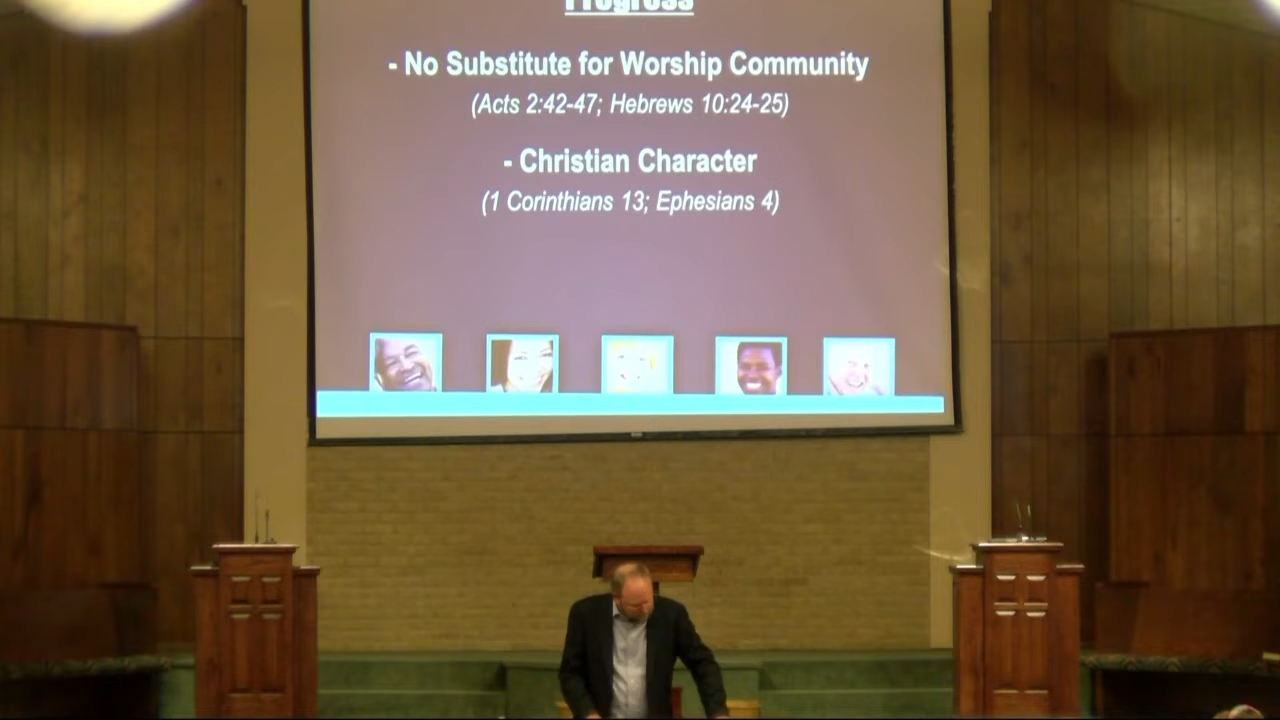 Progress
- No Substitute for Worship Community
(Acts 2:42-47; Hebrews 10:24-25)
- Christian Character
(1 Corinthians 13; Ephesians 4)